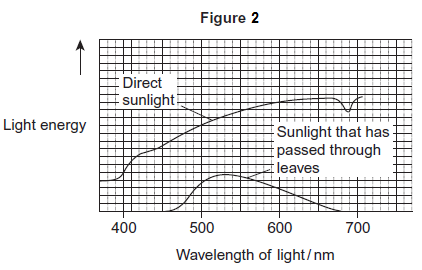 Figure 2
Direct
sunlight
Light energy
Sunlight that has
passed through
leaves
400 500 600 700
Wavelength of light/nm